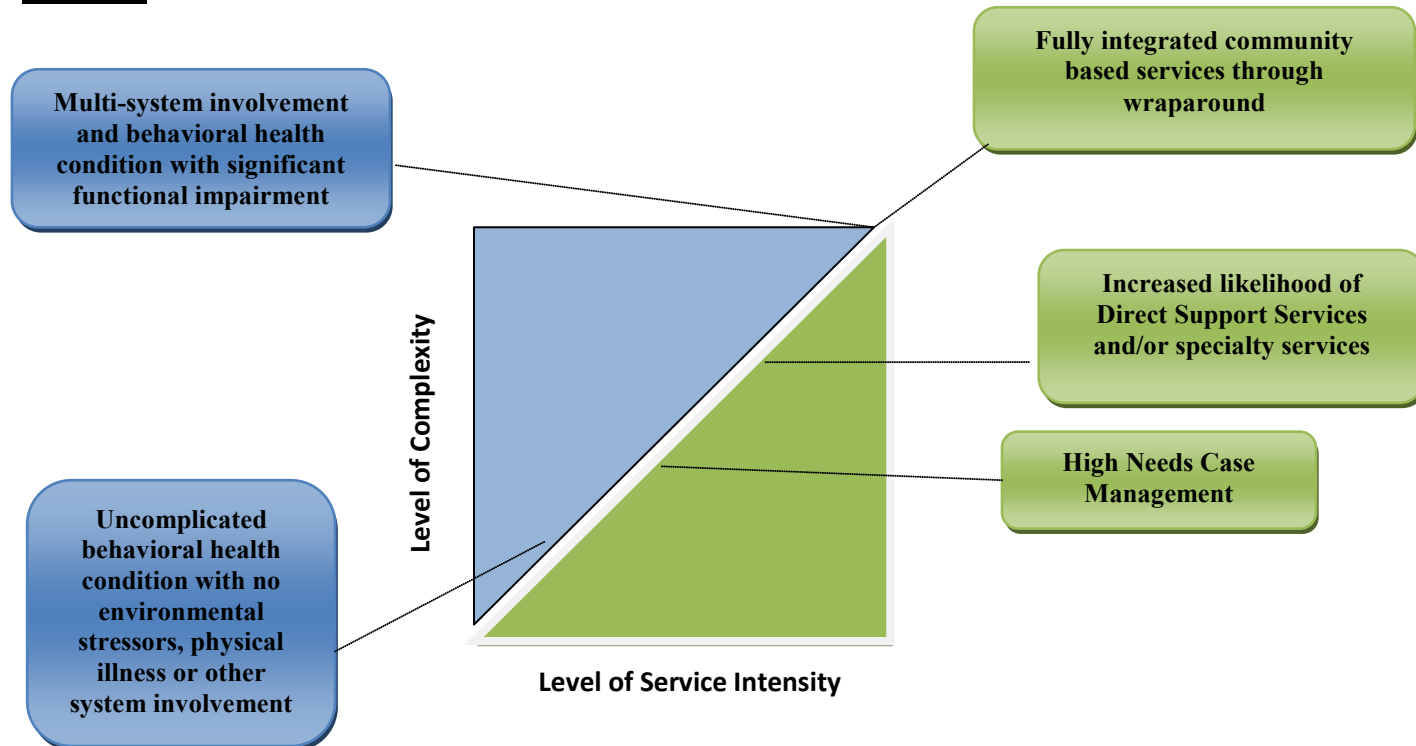 Fully integrated community
based services through
wraparound
Multi-system involvement
and behavioral health
condition with significant
functional impairment
Increased likelihood of
Direct Support Services
and/or specialty services
Level of Complexity
High Needs Case
Management
Uncomplicated
behavioral health
condition with no
environmental
stressors, physical
illness or other
system involvement
Level of Service Intensity